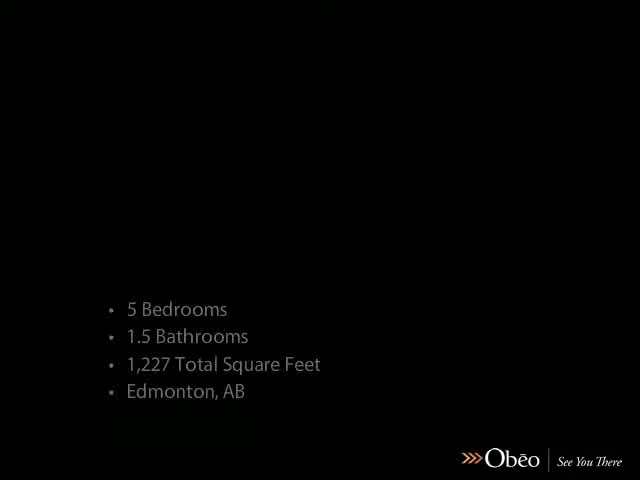 • 5 Bedrooms
• 1.5 Bathrooms
• 1,227 Total Square Feet
• Edmonton, AB
Obēo | See You There